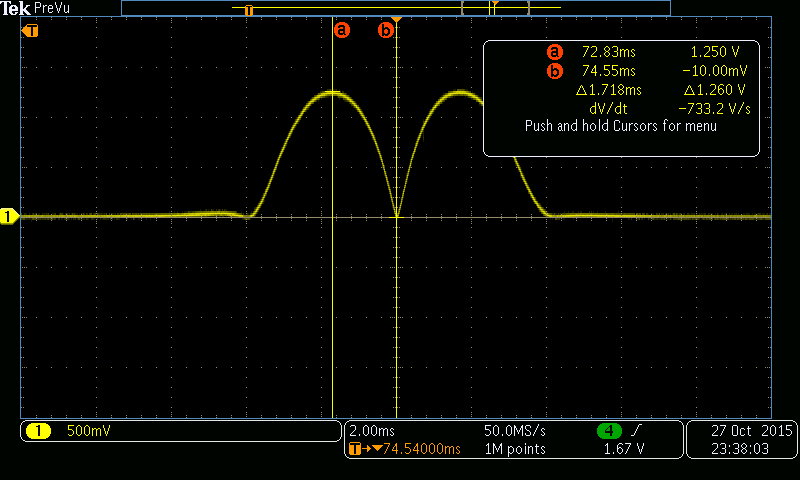 Tek PreVu
T
T
a b
a 72.83ms 1.250 V
b 74.55ms −10.00mV
Δ1.718ms Δ1.260 V
dV/dt −733.2 V/s
Push and hold Cursors for menu
1
1 500mV
2.00ms 50.0MS/s 4
T→▼74.54000ms 1M points 1.67 V
27 Oct 2015
23:38:03